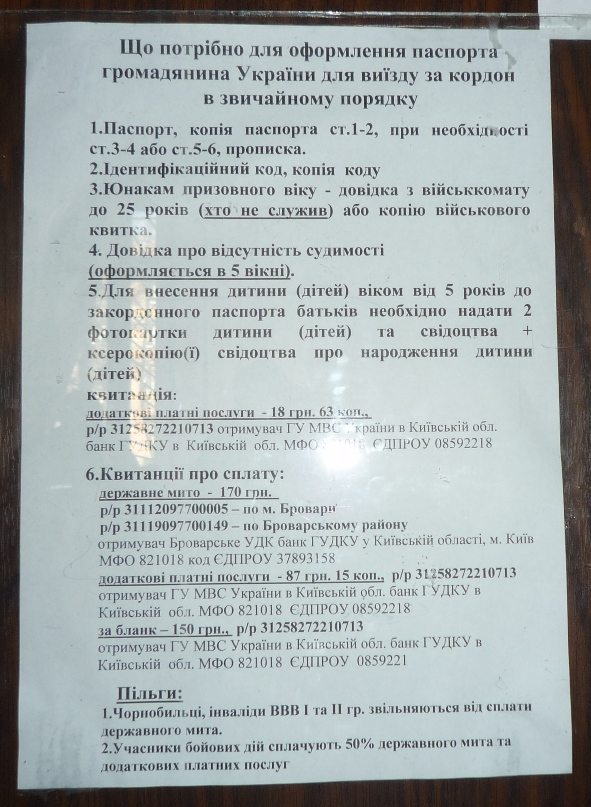 Що потрібно для оформлення паспорта
громадянина України для виїзду за кордон
в звичайному порядку
1.Паспорт, копія паспорта ст.1-2, при необхідності
ст.3-4 або ст.5-6, прописка.
2.Ідентифікаційний код, копія коду
3.Юнакам призовного віку - довідка з військкомату
до 25 років (хто не служив) або копію військового
квитка.
4. Довідка про відсутність судимості
(оформляється в 5 вікні).
5.Для внесення дитини (дітей) віком від 5 років до
закордонного паспорта батьків необхідно надати 2
фотокартки дитини (дітей) та свідоцтва +
ксерокопію(ї) свідоцтва про народження дитини
(дітей)
квитанція:
додаткові платні послуги - 18 грн. 63 коп.,
р/р 31258272210713 отримувач ГУ МВС України в Київській обл.
банк ГУДКУ в Київській обл. МФО 821018 ЄДПРОУ 08592218
6.Квитанції про сплату:
державне мито - 170 грн.
р/р 31112097700005 – по м. Бровари
р/р 31119097700149 – по Броварському району
отримувач Броварське УДК банк ГУДКУ у Київській області, м. Київ
МФО 821018 код ЄДПРОУ 37893158
додаткові платні послуги - 87 грн. 15 коп., р/р 31258272210713
отримувач ГУ МВС України в Київській обл. банк ГУДКУ в
Київській обл. МФО 821018 ЄДПРОУ 08592218
за бланк – 150 грн., р/р 31258272210713
отримувач ГУ МВС України в Київській обл. банк ГУДКУ в
Київській обл. МФО 821018 ЄДПРОУ 0859221
Пільги:
1.Чорнобильці, інваліди ВВВ І та ІІ гр. звільняються від сплати
державного мита.
2.Учасники бойових дій сплачують 50% державного мита та
додаткових платних послуг